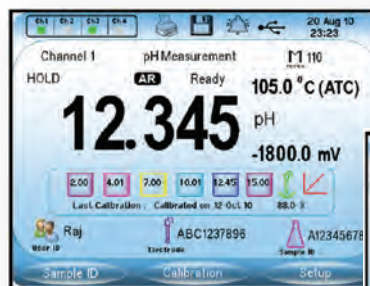 Ch1 Ch2 Ch3 Ch4
20 Aug 10
23:23
Channel 1 pH Measurement M 110
HOLD AR Ready 105.0 °C (ATC)
12.345 pH
-1800.0 mV
2.00 4.01 7.00 10.01 12.45 15.00
Last Calibration : Calibrated on 12 Oct 10 88.0 %
Raj ABC1237896 A12345678
User ID Electrode Sample ID
Sample ID Calibration Setup